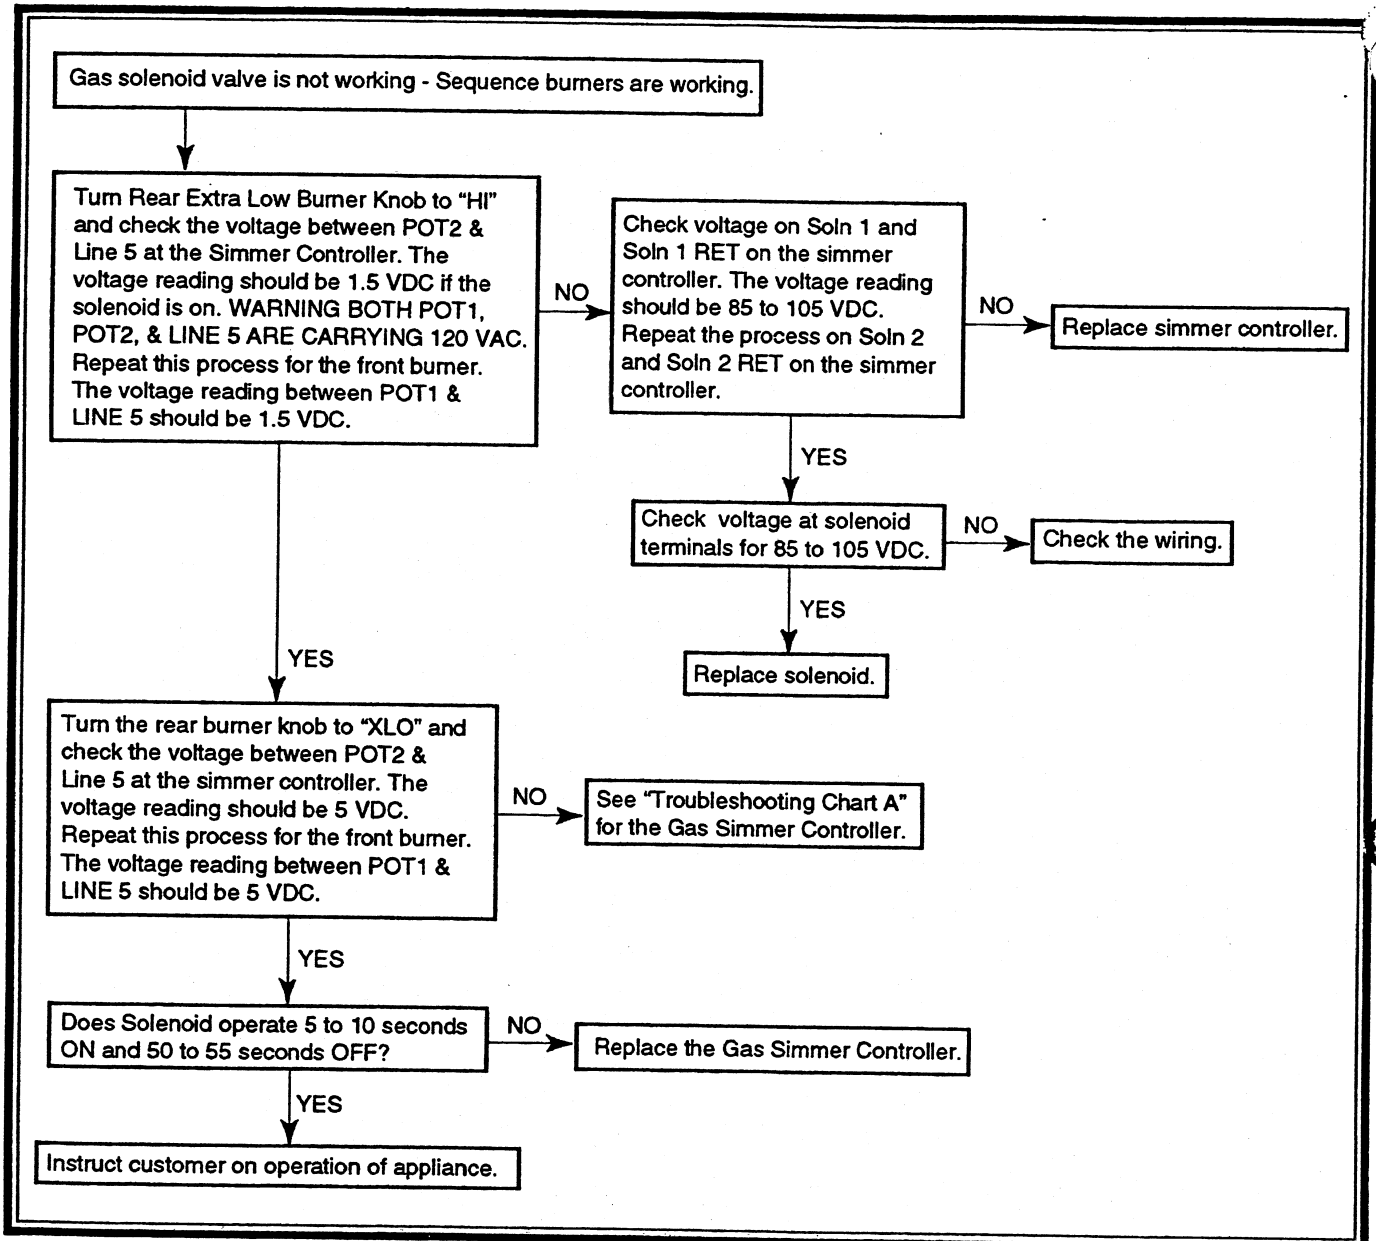 Gas solenoid valve is not working - Sequence burners are working.
Turn Rear Extra Low Burner Knob to "HI"
and check the voltage between POT2 &
Line 5 at the Simmer Controller. The
voltage reading should be 1.5 VDC if the
solenoid is on. WARNING BOTH POT1,
POT2, & LINE 5 ARE CARRYING 120 VAC.
Repeat this process for the front burner.
The voltage reading between POT1 &
LINE 5 should be 1.5 VDC.
NO
Check voltage on Soln 1 and
Soln 1 RET on the simmer
controller. The voltage reading
should be 85 to 105 VDC.
Repeat the process on Soln 2
and Soln 2 RET on the simmer
controller.
NO
Replace simmer controller.
YES
Check voltage at solenoid
terminals for 85 to 105 VDC.
NO
Check the wiring.
YES
Replace solenoid.
YES
Turn the rear burner knob to "XLO" and
check the voltage between POT2 &
Line 5 at the simmer controller. The
voltage reading should be 5 VDC.
Repeat this process for the front burner.
The voltage reading between POT1 &
LINE 5 should be 5 VDC.
NO
See "Troubleshooting Chart A"
for the Gas Simmer Controller.
YES
Does Solenoid operate 5 to 10 seconds
ON and 50 to 55 seconds OFF?
NO
Replace the Gas Simmer Controller.
YES
Instruct customer on operation of appliance.